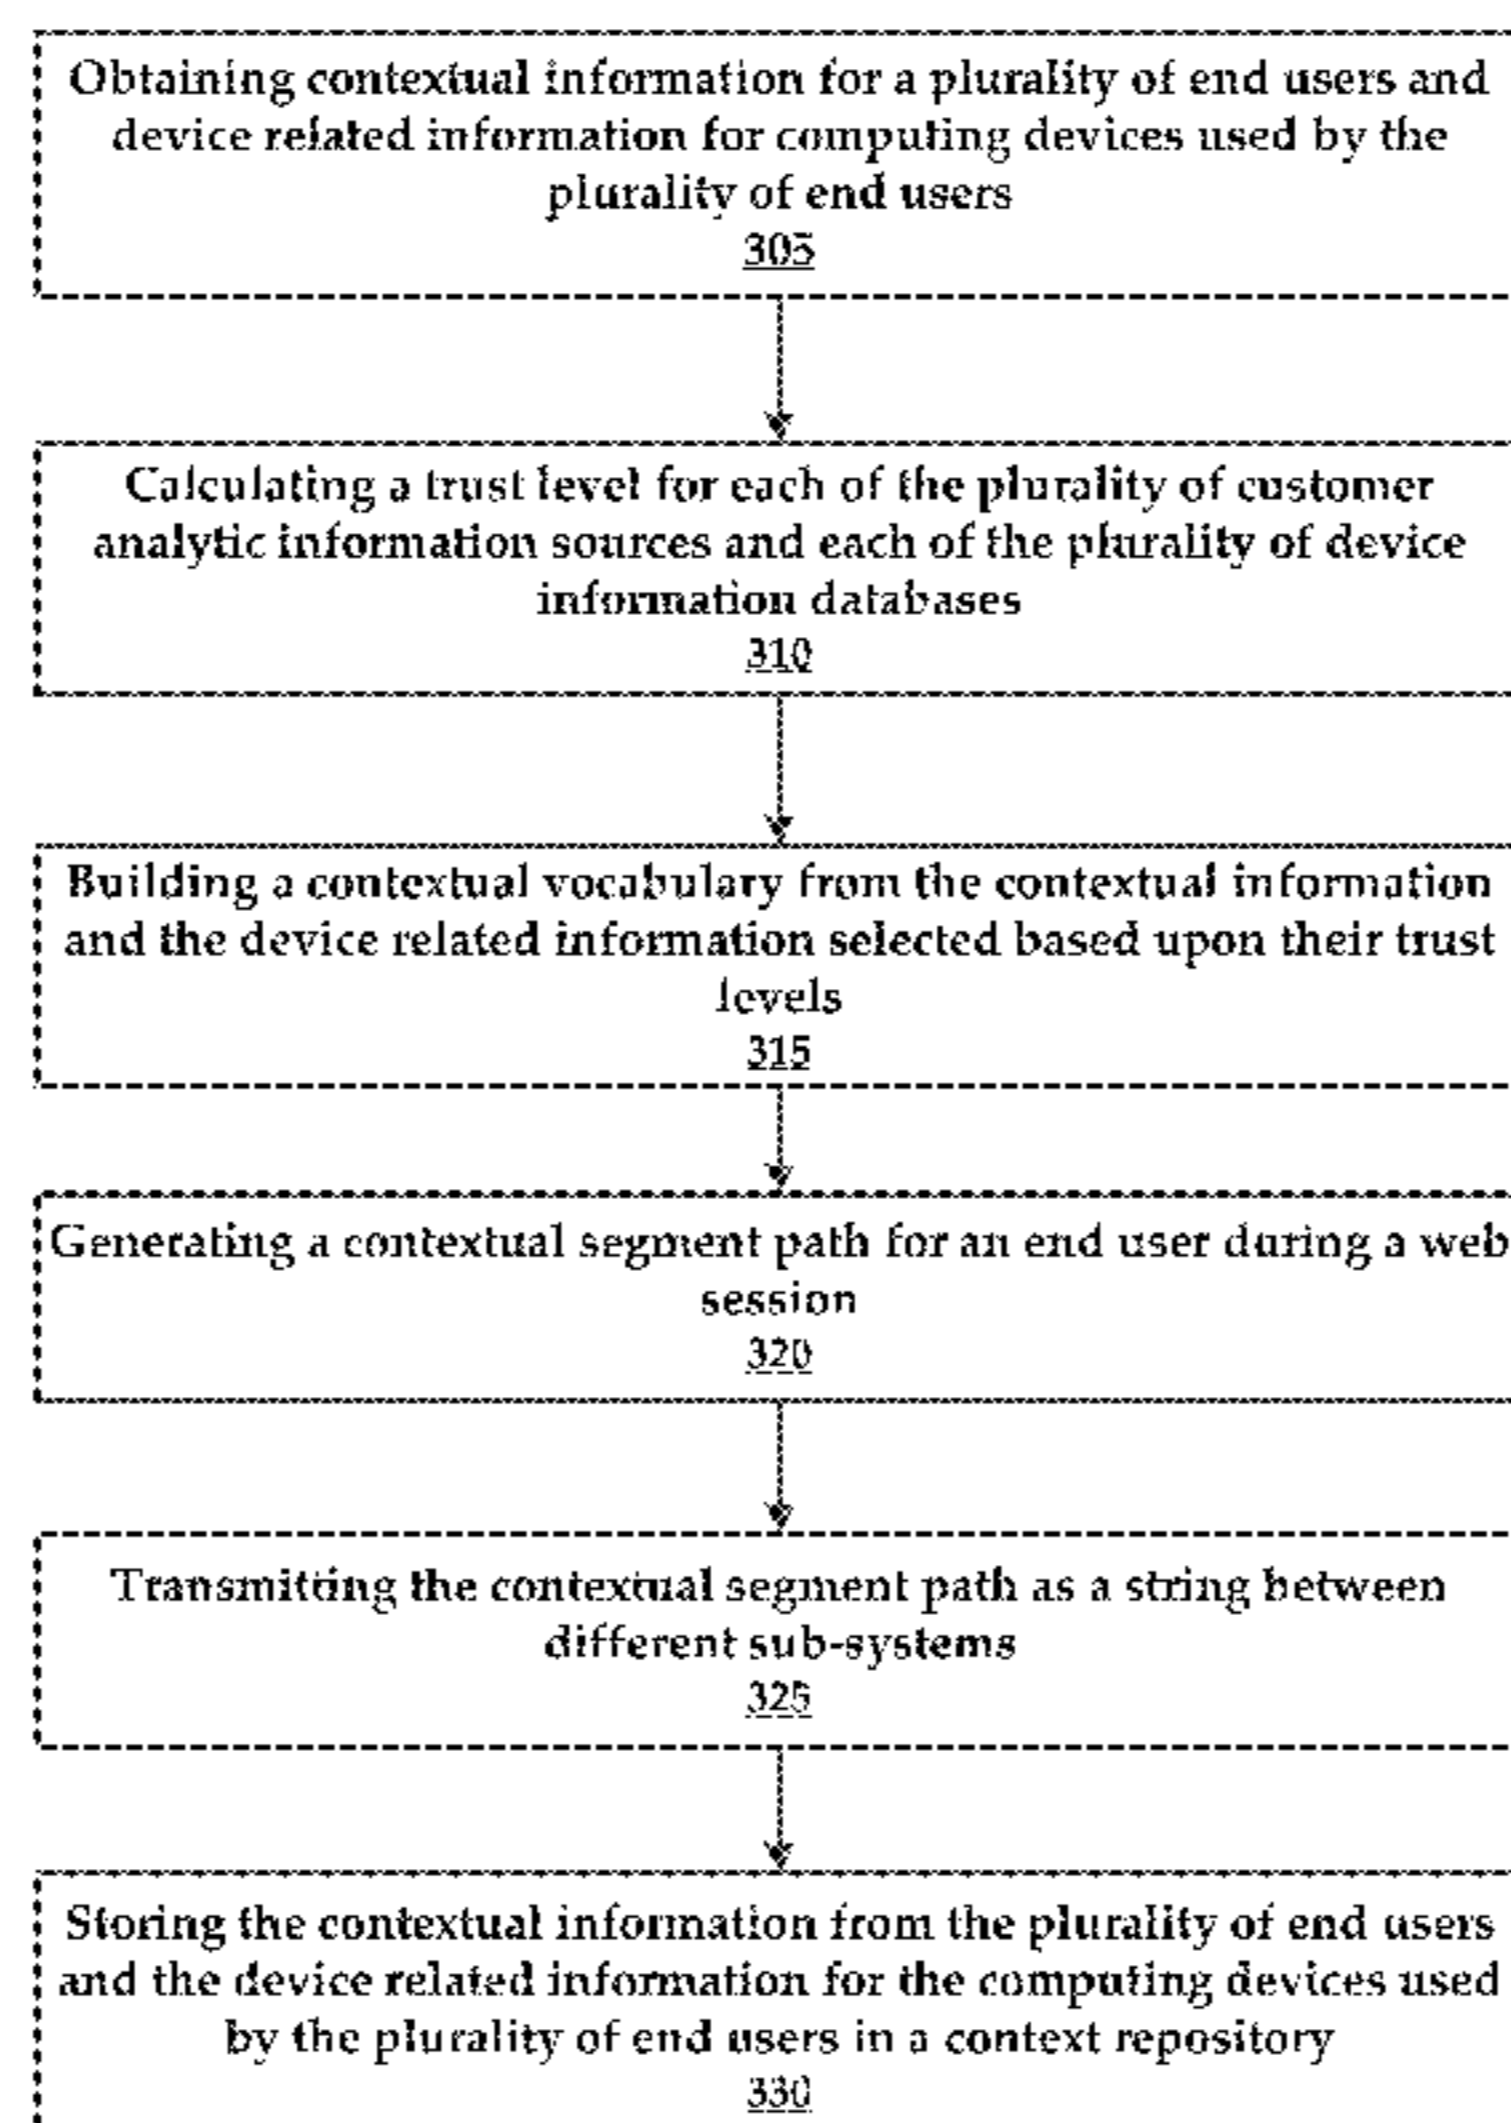 Obtaining contextual information for a plurality of end users and
device related information for computing devices used by the
plurality of end users
305
Calculating a trust level for each of the plurality of customer
analytic information sources and each of the plurality of device
information databases
310
Building a contextual vocabulary from the contextual information
and the device related information selected based upon their trust
levels
315
Generating a contextual segment path for an end user during a web
session
320
Transmitting the contextual segment path as a string between
different sub-systems
325
Storing the contextual information from the plurality of end users
and the device related information for the computing devices used
by the plurality of end users in a context repository
330